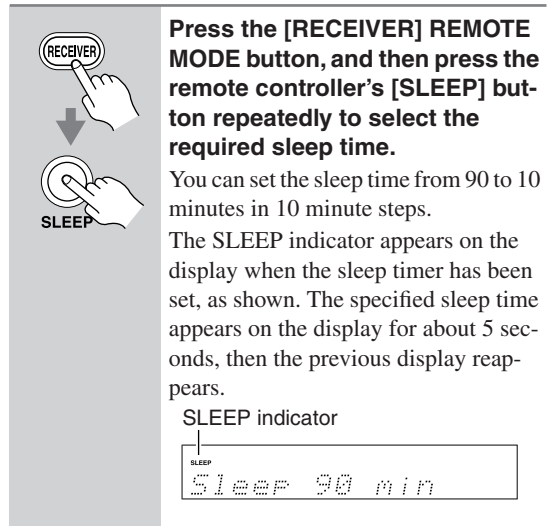 RECEIVER
SLEEP
Press the [RECEIVER] REMOTE
MODE button, and then press the
remote controller's [SLEEP] but-
ton repeatedly to select the
required sleep time.
You can set the sleep time from 90 to 10
minutes in 10 minute steps.
The SLEEP indicator appears on the
display when the sleep timer has been
set, as shown. The specified sleep time
appears on the display for about 5 sec-
onds, then the previous display reap-
pears.
SLEEP indicator
SLEEP
Sleep 90 min